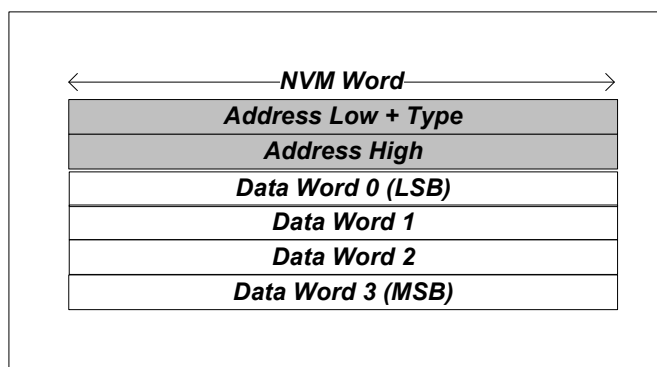 NVM Word
Address Low + Type
Address High
Data Word 0 (LSB)
Data Word 1
Data Word 2
Data Word 3 (MSB)